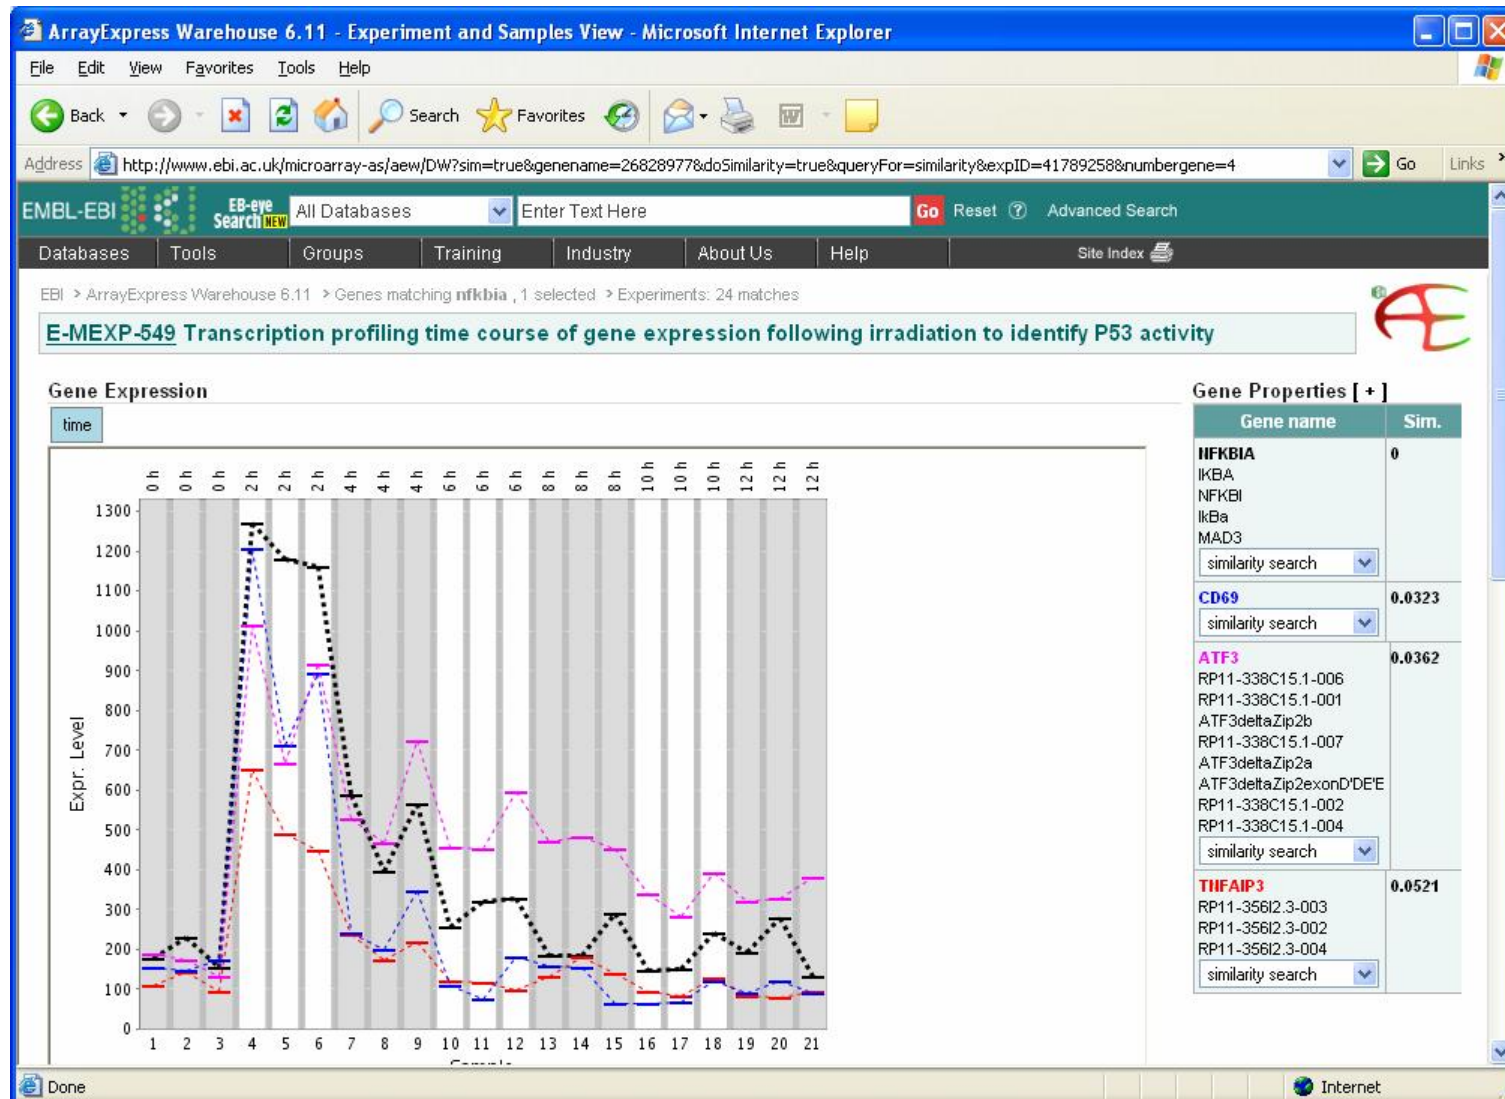 ArrayExpress Warehouse 6.11 - Experiment and Samples View - Microsoft Internet Explorer
File Edit View Favorites Tools Help
Back Search Favorites
Address http://www.ebi.ac.uk/microarray-as/aew/DW?sim=true&genename=26828977&doSimilarity=true&queryFor=similarity&expID=41789258&numbergene=4 Go Links
EMBL-EBI EB-eye Search NEW All Databases Enter Text Here Go Reset ? Advanced Search
Databases Tools Groups Training Industry About Us Help Site Index
EBI > ArrayExpress Warehouse 6.11 > Genes matching nfkbia , 1 selected > Experiments: 24 matches
E-MEXP-549 Transcription profiling time course of gene expression following irradiation to identify P53 activity
EBI AE
Gene Expression
time
0 h 0 h 0 h 2 h 2 h 2 h 4 h 4 h 4 h 6 h 6 h 6 h 8 h 8 h 8 h 10 h 10 h 10 h 12 h 12 h 12 h
1300
1200
1100
1000
900
800
700
600
500
400
300
200
100
0
Expr. Level
1 2 3 4 5 6 7 8 9 10 11 12 13 14 15 16 17 18 19 20 21
Gene Properties [ + ]
Gene name Sim.
NFKBIA 0
IKBA
NFKBI
IkBa
MAD3
similarity search
CD69 0.0323
similarity search
ATF3 0.0362
RP11-338C15.1-006
RP11-338C15.1-001
ATF3deltaZip2b
RP11-338C15.1-007
ATF3deltaZip2a
ATF3deltaZip2exonD'DE'E
RP11-338C15.1-002
RP11-338C15.1-004
similarity search
TNFAIP3 0.0521
RP11-356I2.3-003
RP11-356I2.3-002
RP11-356I2.3-004
similarity search
Done Internet